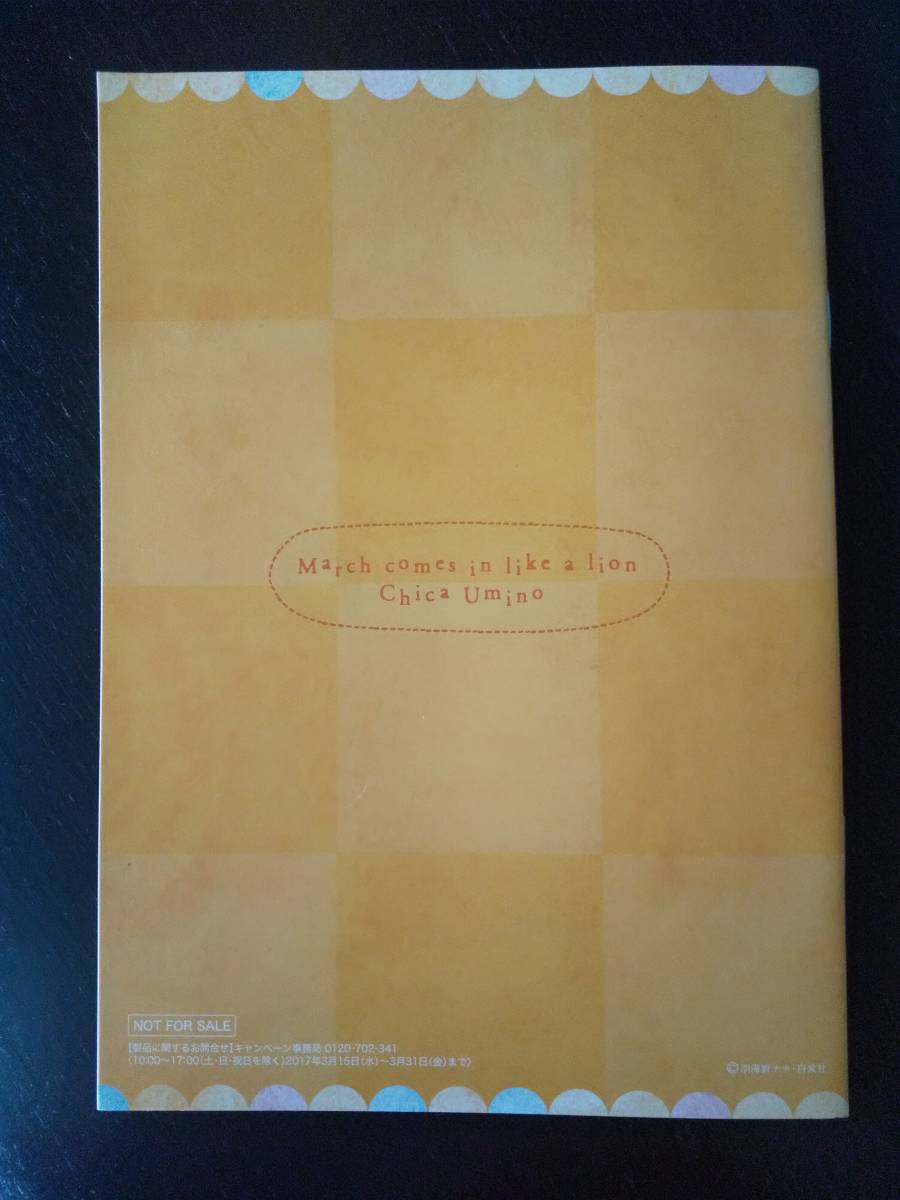 March comes in like a lion
Chica Umino
NOT FOR SALE
【製品に関するお問合せ】キャンペーン事務局 0120-702-341
(10:00～17:00(土・日・祝日を除く)2017年3月15日(水)～3月31日(金)まで)
©羽海野チカ・白泉社